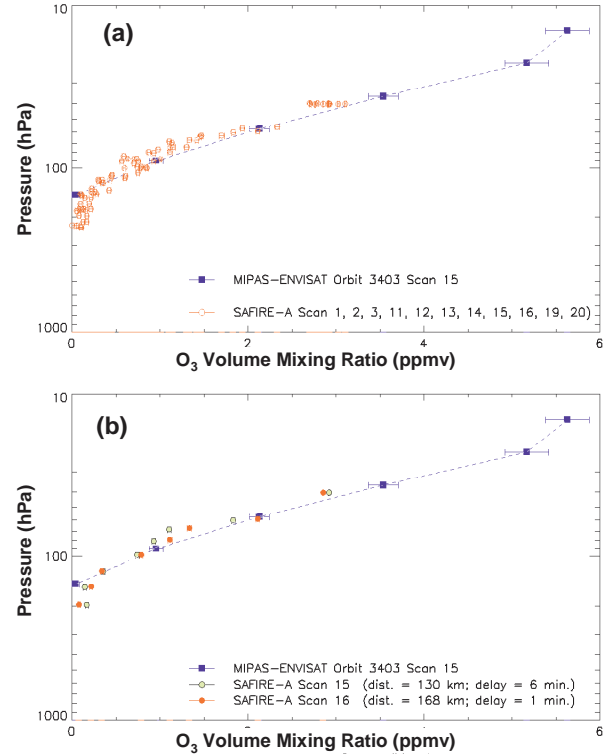 10
(a)
100
Pressure (hPa)
MIPAS-ENVISAT Orbit 3403 Scan 15
SAFIRE-A Scan 1, 2, 3, 11, 12, 13, 14, 15, 16, 19, 20)
1000
0 2 4 6
O₃ Volume Mixing Ratio (ppmv)
10
(b)
100
Pressure (hPa)
MIPAS-ENVISAT Orbit 3403 Scan 15
SAFIRE-A Scan 15 (dist. = 130 km; delay = 6 min.)
SAFIRE-A Scan 16 (dist. = 168 km; delay = 1 min.)
1000
0 2 4 6
O₃ Volume Mixing Ratio (ppmv)